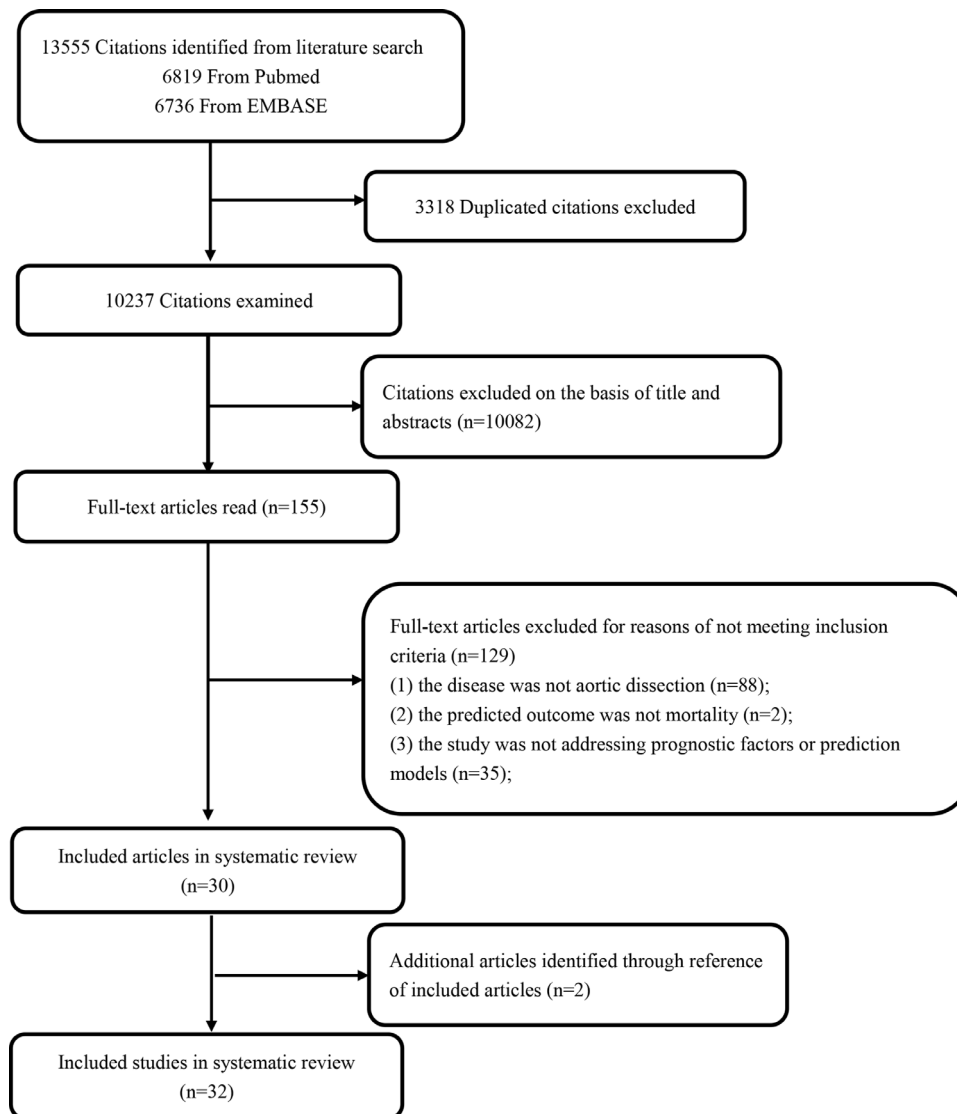 13555 Citations identified from literature search
6819 From Pubmed
6736 From EMBASE
3318 Duplicated citations excluded
10237 Citations examined
Citations excluded on the basis of title and
abstracts (n=10082)
Full-text articles read (n=155)
Full-text articles excluded for reasons of not meeting inclusion
criteria (n=129)
(1) the disease was not aortic dissection (n=88);
(2) the predicted outcome was not mortality (n=2);
(3) the study was not addressing prognostic factors or prediction
models (n=35);
Included articles in systematic review
(n=30)
Additional articles identified through reference
of included articles (n=2)
Included studies in systematic review
(n=32)